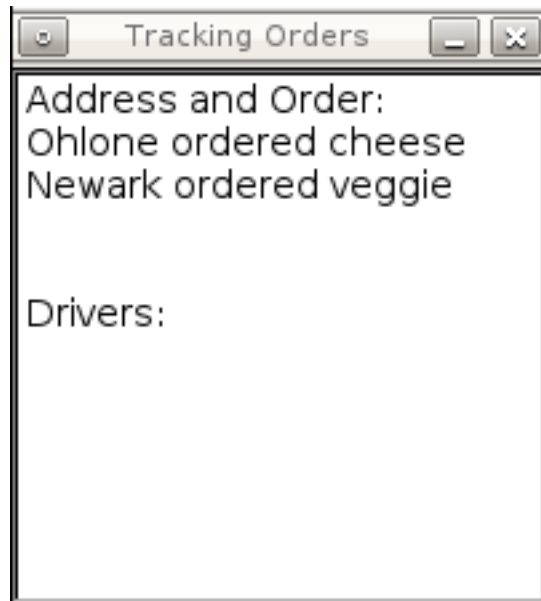 Tracking Orders
Address and Order:
Ohlone ordered cheese
Newark ordered veggie
Drivers: